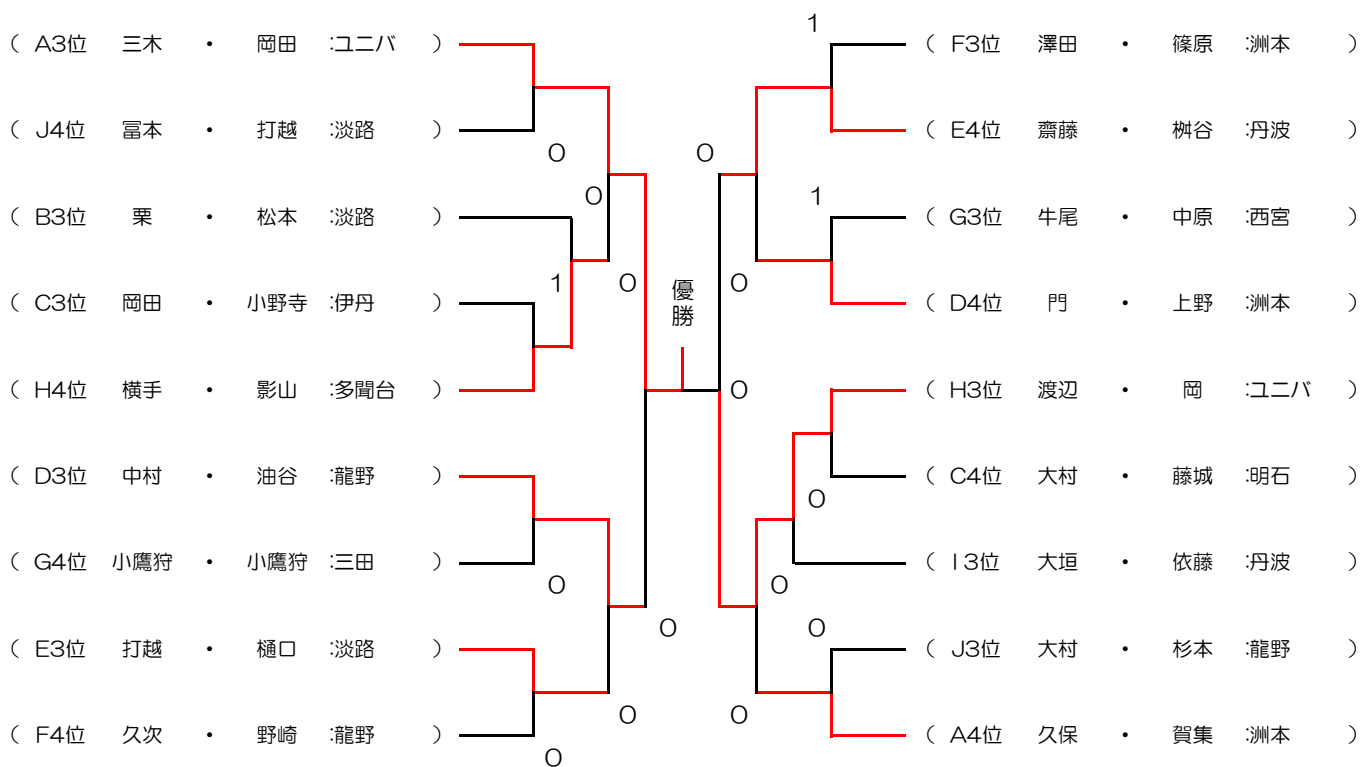 ( A3位 三木 ・ 岡田 :ユニバ )
( J4位 冨本 ・ 打越 :淡路 )
( B3位 栗 ・ 松本 :淡路 )
( C3位 岡田 ・ 小野寺 :伊丹 )
( H4位 横手 ・ 影山 :多聞台 )
( D3位 中村 ・ 油谷 :龍野 )
( G4位 小鷹狩 ・ 小鷹狩 :三田 )
( E3位 打越 ・ 樋口 :淡路 )
( F4位 久次 ・ 野崎 :龍野 )
0
0
1
0
0
0
0
0
優勝
1
0
1
0
0
0
0
0
0
( F3位 澤田 ・ 篠原 :洲本 )
( E4位 齋藤 ・ 桝谷 :丹波 )
( G3位 牛尾 ・ 中原 :西宮 )
( D4位 門 ・ 上野 :洲本 )
( H3位 渡辺 ・ 岡 :ユニバ )
( C4位 大村 ・ 藤城 :明石 )
( I3位 大垣 ・ 依藤 :丹波 )
( J3位 大村 ・ 杉本 :龍野 )
( A4位 久保 ・ 賀集 :洲本 )